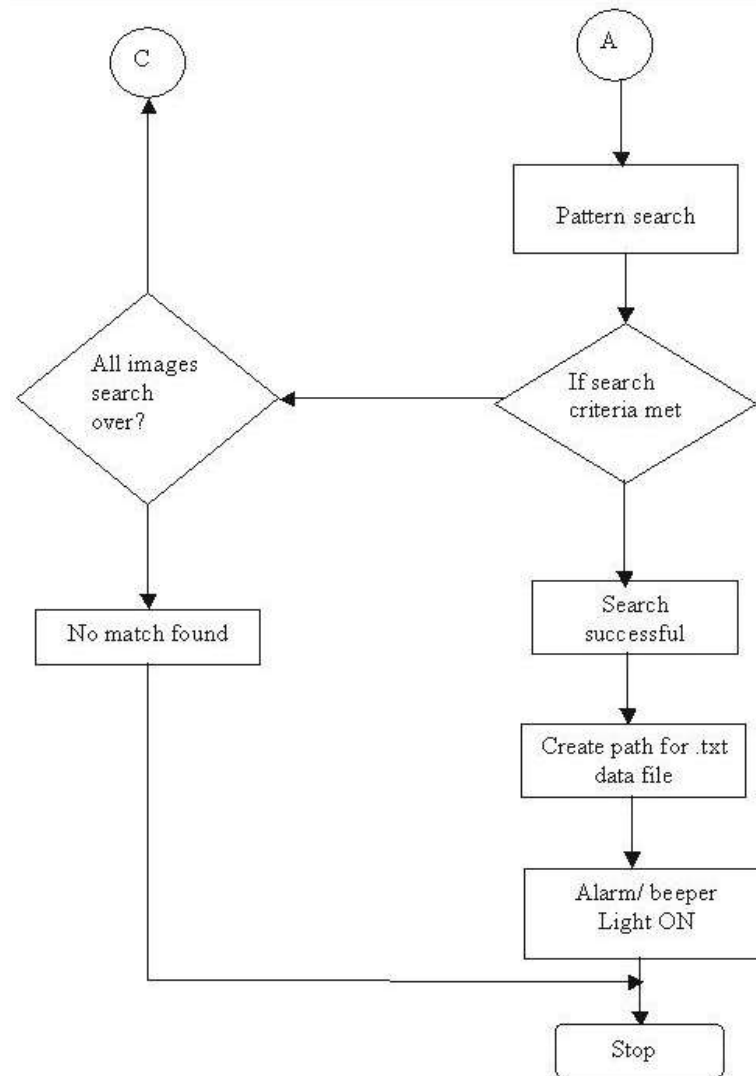 C
A
Pattern search
All images
search
over?
If search
criteria met
No match found
Search
successful
Create path for .txt
data file
Alarm/ beeper
Light ON
Stop